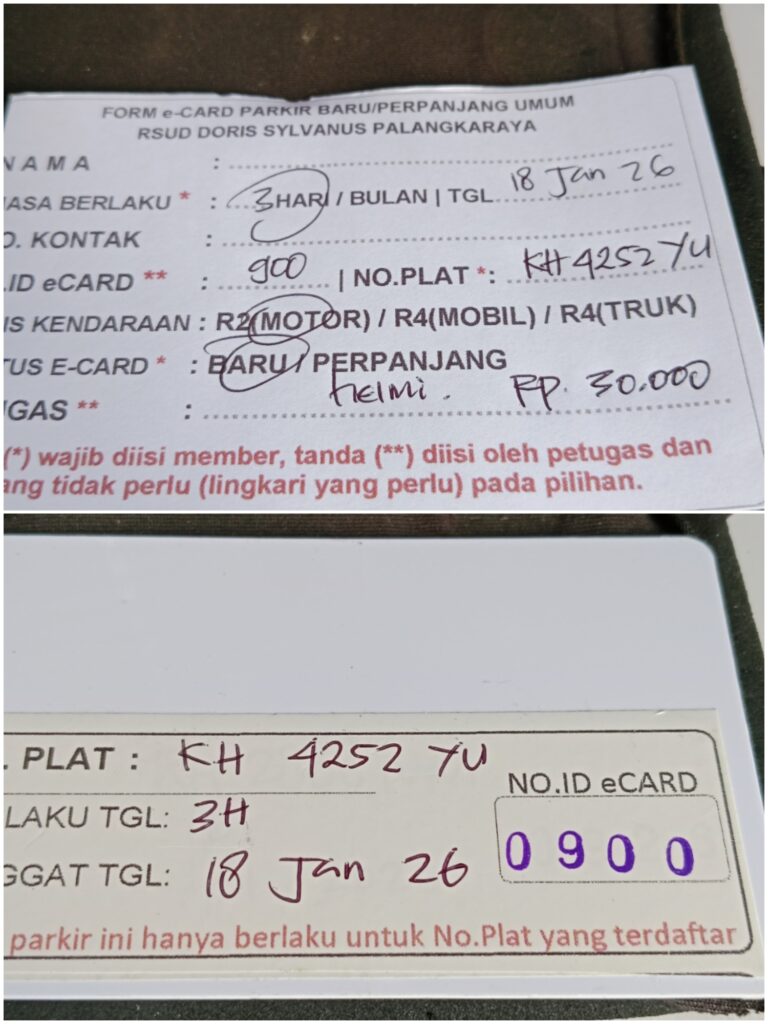 FORM e-CARD PARKIR BARU/PERPANJANG UMUM
RSUD DORIS SYLVANUS PALANGKARAYA
NAMA :
ASA BERLAKU * : 3 HARI / BULAN | TGL 18 Jan 26
O. KONTAK :
.ID eCARD ** : 900 | NO.PLAT *: KH 4252 YU
IS KENDARAAN : R2(MOTOR) / R4(MOBIL) / R4(TRUK)
TUS E-CARD * : BARU / PERPANJANG
GAS ** : Helmi. Rp. 30.000
(*) wajib diisi member, tanda (**) diisi oleh petugas dan
ang tidak perlu (lingkari yang perlu) pada pilihan.
. PLAT : KH 4252 YU
NO.ID eCARD
LAKU TGL: 3H
0900
GGAT TGL: 18 Jan 26
parkir ini hanya berlaku untuk No.Plat yang terdaftar